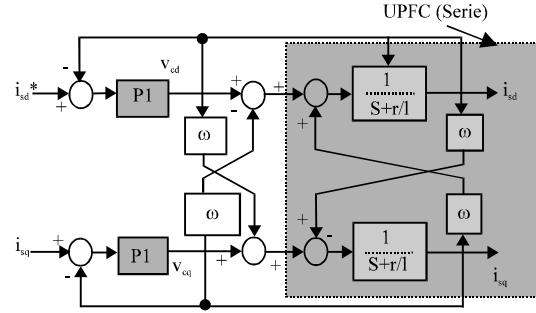 UPFC (Serie)
- v_cd
i_sd* + P1 + - + + 1 i_sd
S+r/l
ω ω
ω ω
+ -
i_sq + P1 + + 1
- v_cq S+r/l
i_sq